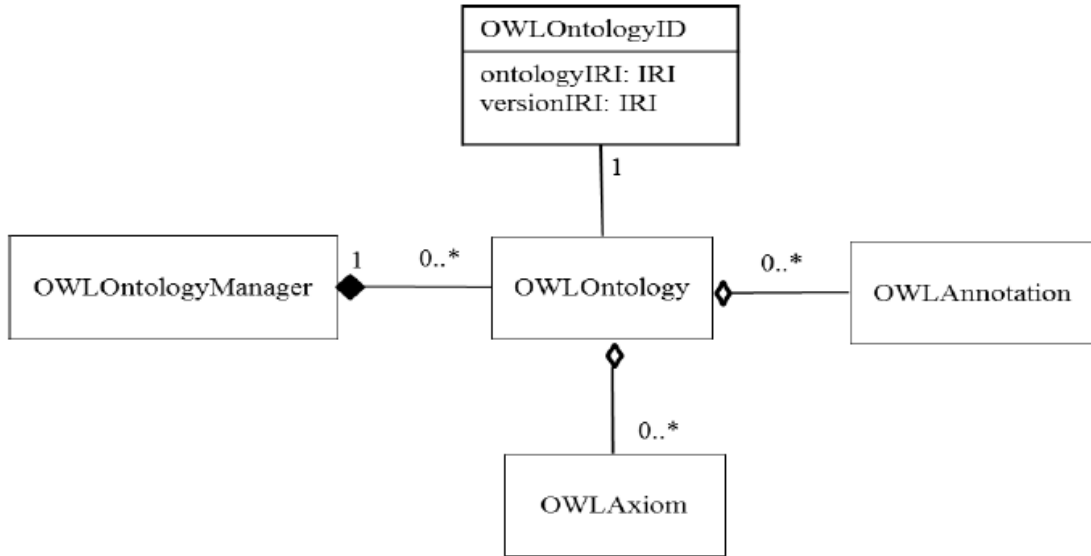 OWLOntologyID
ontologyIRI: IRI
versionIRI: IRI
1
OWLOntologyManager
1
0..*
OWLOntology
0..*
OWLAnnotation
0..*
OWLAxiom